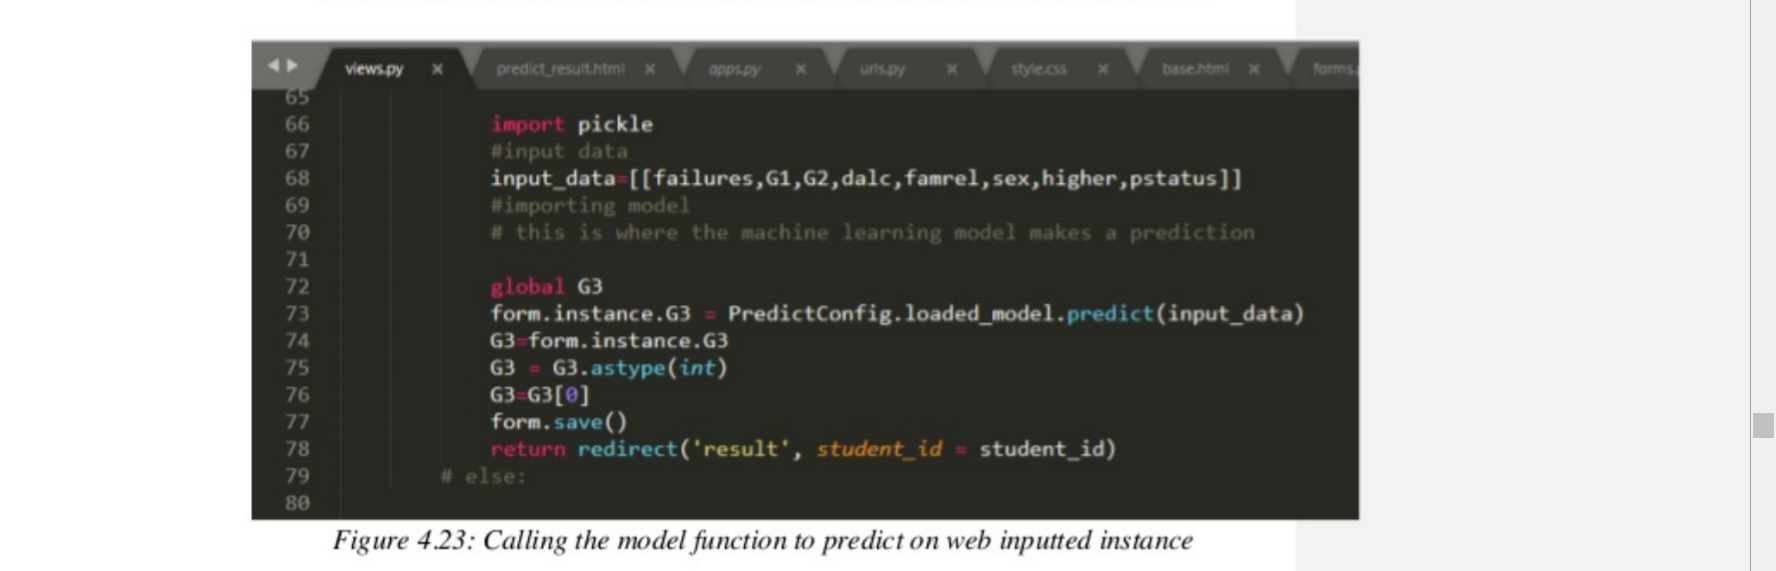 views.py × predict_result.html × apps.py × urls.py × style.css × base.html × forms.
65
66 import pickle
67 #input data
68 input_data=[[failures,G1,G2,dalc,famrel,sex,higher,pstatus]]
69 #importing model
70 # this is where the machine learning model makes a prediction
71
72 global G3
73 form.instance.G3 = PredictConfig.loaded_model.predict(input_data)
74 G3=form.instance.G3
75 G3 = G3.astype(int)
76 G3=G3[0]
77 form.save()
78 return redirect('result', student_id = student_id)
79 # else:
80
Figure 4.23: Calling the model function to predict on web inputted instance